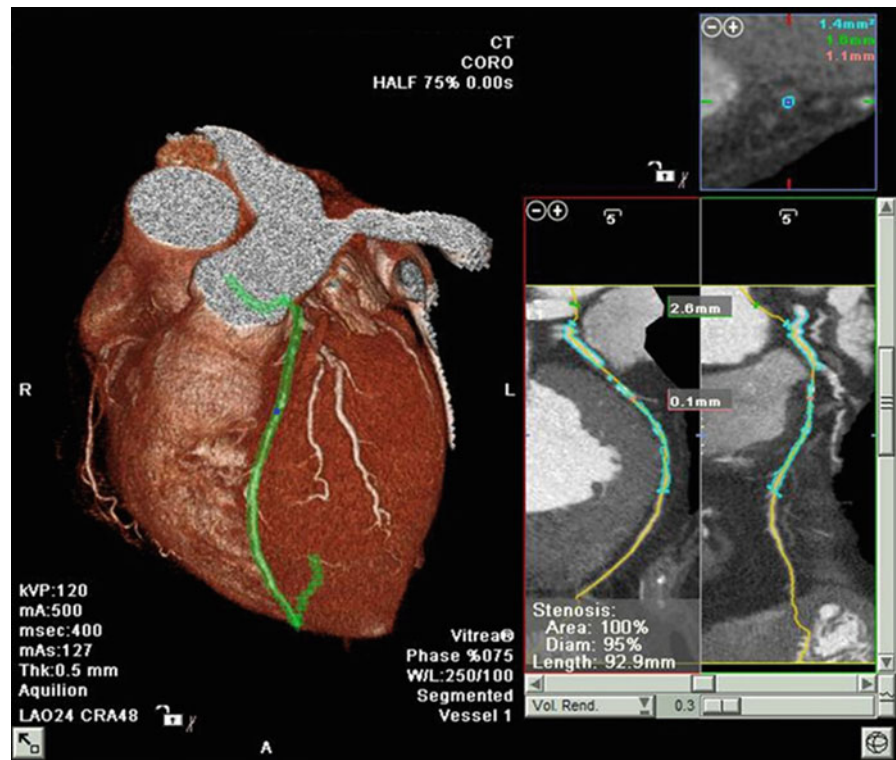 CT
CORO
HALF 75% 0.00s
R
L
kVP:120
mA:500
msec:400
mAs:127
Thk:0.5 mm
Aquilion
LAO24 CRA48
A
Vitrea®
Phase %075
W/L:250/100
Segmented
Vessel 1
1.4mm²
1.1mm
5
5
2.6mm
0.1mm
Stenosis:
Area: 100%
Diam: 95%
Length: 92.9mm
Vol. Rend.
0.3